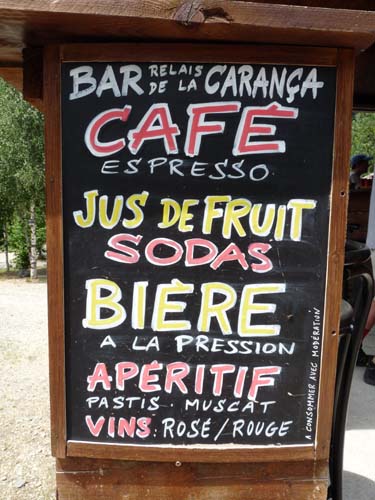 BAR RELAIS DE LA CARANÇA
CAFÉ
ESPRESSO
JUS DE FRUIT
SODAS
BIÈRE
A LA PRESSION
APÉRITIF
PASTIS . MUSCAT
VINS: ROSÉ / ROUGE
A CONSOMMER AVEC MODÉRATION